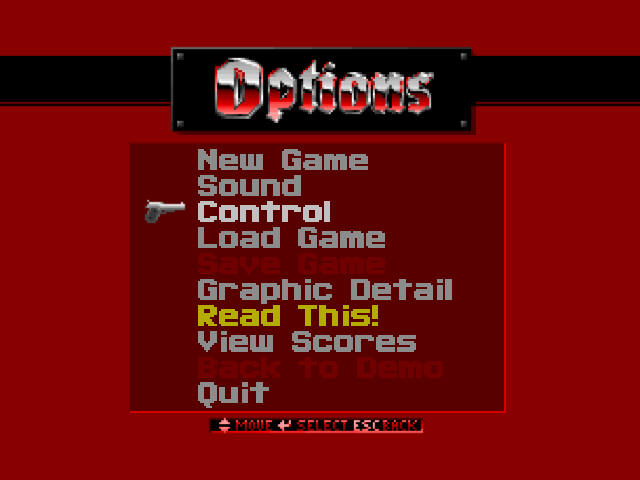 Options
New Game
Sound
Control
Load Game
Save Game
Graphic Detail
Read This!
View Scores
Back to Demo
Quit
MOVE SELECT ESC BACK